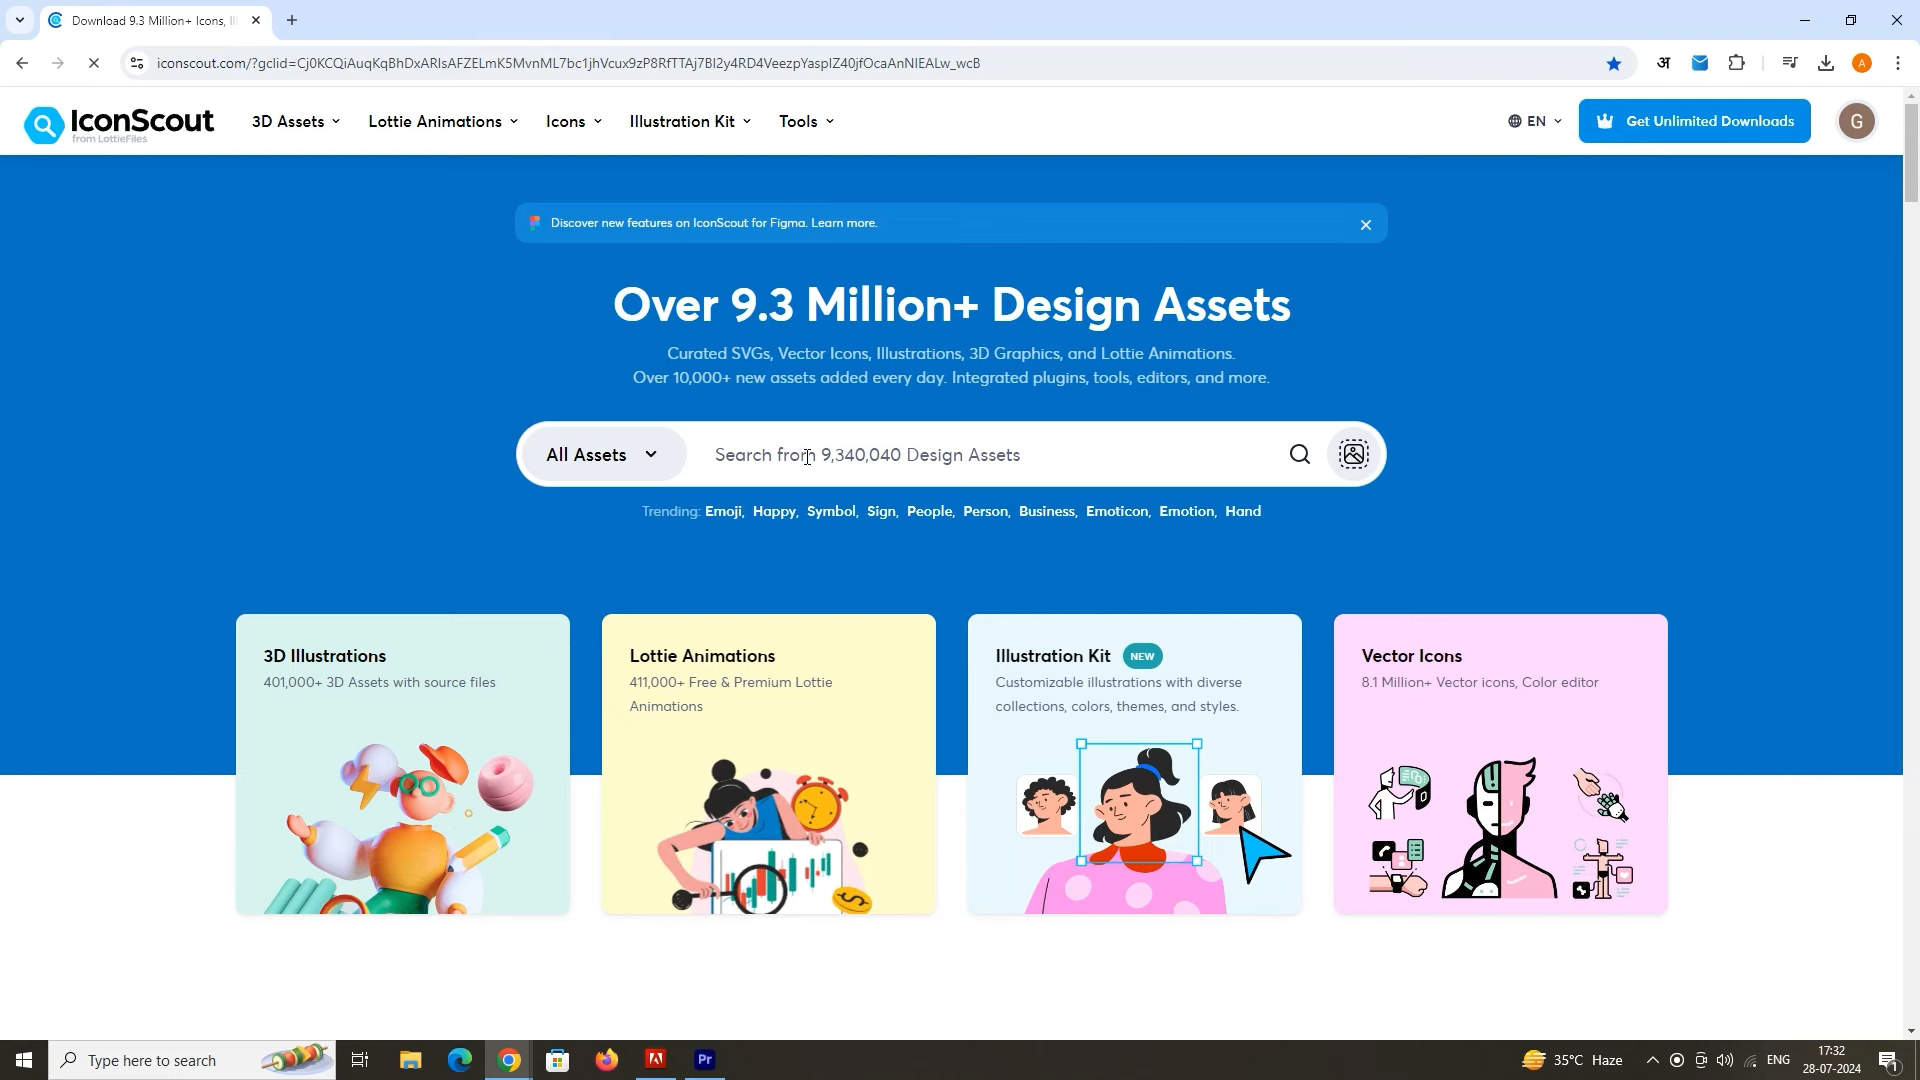 Download 9.3 Million+ Icons, Il
iconscout.com/?gclid=Cj0KCQiAuqKqBhDxARIsAFZELmK5MvnML7bc1jhVcux9zP8RfTTAj7BI2y4RD4VeezpYaspIZ40jfOcaAnNIEALw_wcB
अ
A
IconScout
from LottieFiles
3D Assets
Lottie Animations
Icons
Illustration Kit
Tools
EN
Get Unlimited Downloads
G
Discover new features on IconScout for Figma. Learn more.
Over 9.3 Million+ Design Assets
Curated SVGs, Vector Icons, Illustrations, 3D Graphics, and Lottie Animations.
Over 10,000+ new assets added every day. Integrated plugins, tools, editors, and more.
All Assets
Search from 9,340,040 Design Assets
Trending: Emoji, Happy, Symbol, Sign, People, Person, Business, Emoticon, Emotion, Hand
3D Illustrations
401,000+ 3D Assets with source files
Lottie Animations
411,000+ Free & Premium Lottie
Animations
Illustration Kit NEW
Customizable illustrations with diverse
collections, colors, themes, and styles.
Vector Icons
8.1 Million+ Vector icons, Color editor
Type here to search
Pr
35°C Haze
ENG
17:32
28-07-2024
1